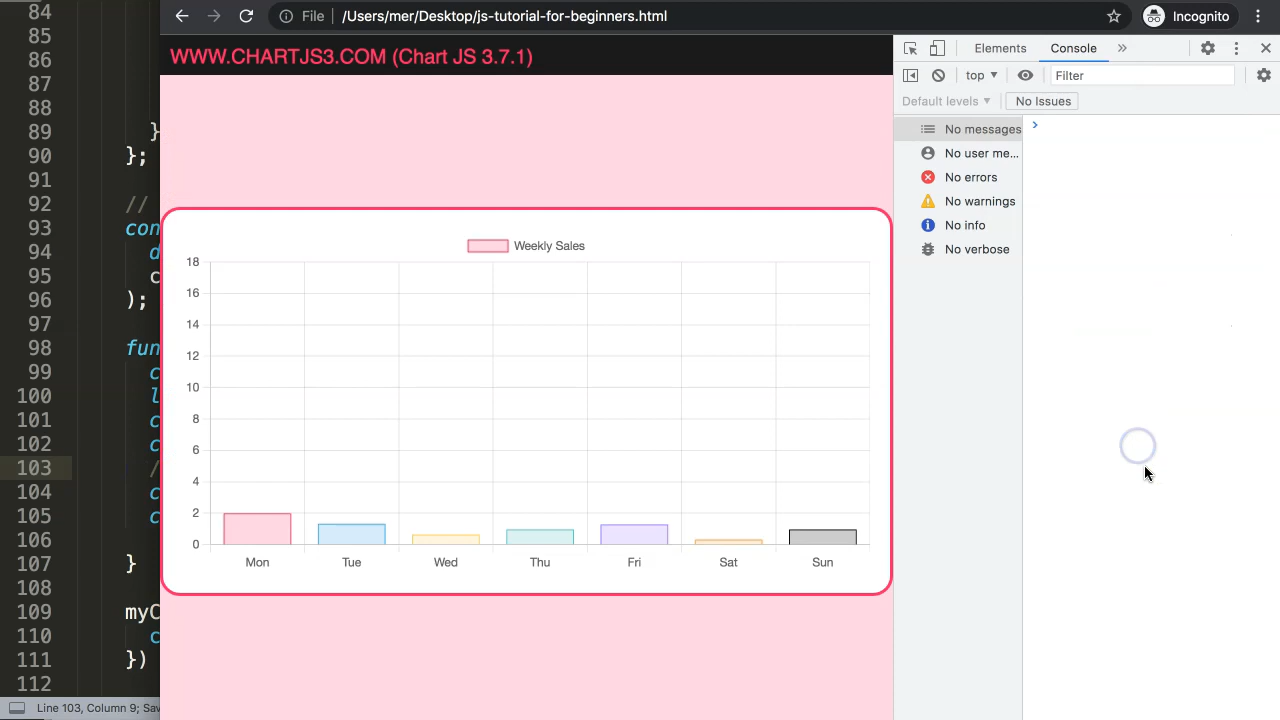 File /Users/mer/Desktop/js-tutorial-for-beginners.html Incognito
WWW.CHARTJS3.COM (Chart JS 3.7.1)
Elements Console »
top ▼ Filter
Default levels ▼ No Issues
No messages
No user me...
No errors
No warnings
No info
No verbose
›
Weekly Sales
18
16
14
12
10
8
6
4
2
0
Mon Tue Wed Thu Fri Sat Sun
84
85
86
87
88
89 }
90 };
91
92 //
93 con
94 d
95 c
96 );
97
98 fun
99 c
100 l
101 c
102 c
103 /
104 c
105 c
106
107 }
108
109 myC
110 c
111 })
112
Line 103, Column 9; Sav